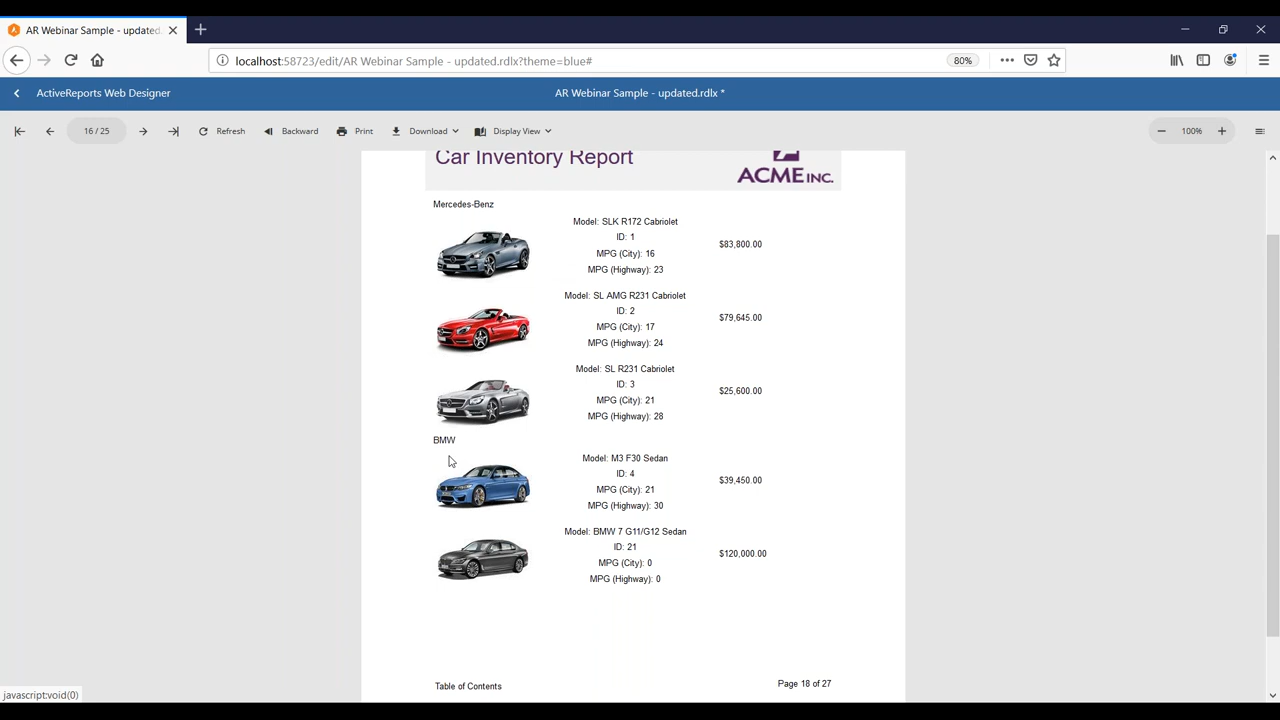 AR Webinar Sample - updated.
localhost:58723/edit/AR Webinar Sample - updated.rdlx?theme=blue#
80%
ActiveReports Web Designer
AR Webinar Sample - updated.rdlx *
16 / 25
Refresh
Backward
Print
Download
Display View
100%
Car Inventory Report
ACME INC.
Mercedes-Benz
Model: SLK R172 Cabriolet
ID: 1
MPG (City): 16
MPG (Highway): 23
$83,800.00
Model: SL AMG R231 Cabriolet
ID: 2
MPG (City): 17
MPG (Highway): 24
$79,645.00
Model: SL R231 Cabriolet
ID: 3
MPG (City): 21
MPG (Highway): 28
$25,600.00
BMW
Model: M3 F30 Sedan
ID: 4
MPG (City): 21
MPG (Highway): 30
$39,450.00
Model: BMW 7 G11/G12 Sedan
ID: 21
MPG (City): 0
MPG (Highway): 0
$120,000.00
Table of Contents
Page 18 of 27
javascript:void(0)